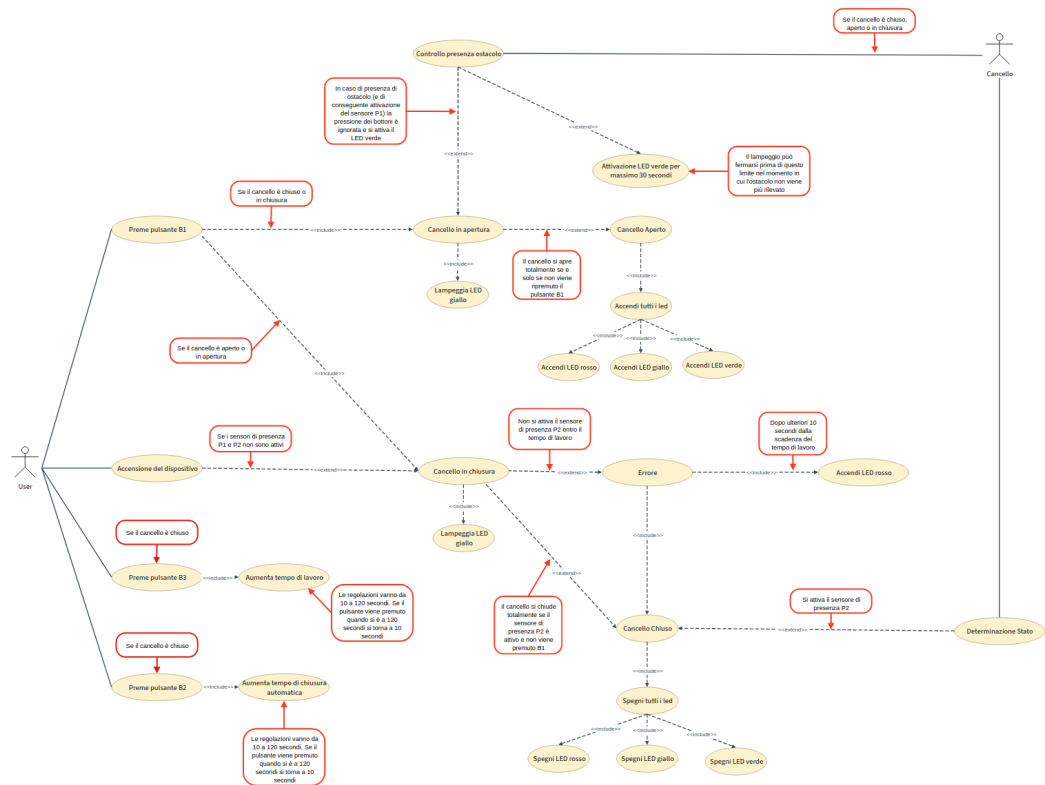 Se il cancello è chiuso,
aperto o in chiusura
Controllo presenza ostacolo
Cancello
In caso di presenza di
ostacolo (e di
conseguente attivazione
del sensore P1) la
pressione dei bottoni è
ignorata e si attiva il
LED verde
<<extend>>
<<extend>>
Attivazione LED verde per
massimo 30 secondi
Il lampeggio può
fermarsi prima di questo
limite nel momento in
cui l'ostacolo non viene
più rilevato
Se il cancello è chiuso o
in chiusura
Preme pulsante B1
<<include>>
Cancello in apertura
<<extend>>
Cancello Aperto
<<include>>
Lampeggia LED
giallo
Il cancello si apre
totalmente se e
solo se non viene
ripremuto il
pulsante B1
<<include>>
Accendi tutti i led
<<include>>
<<include>>
<<include>>
Accendi LED rosso
Accendi LED giallo
Accendi LED verde
Se il cancello è aperto o
in apertura
<<include>>
Non si attiva il sensore
di presenza P2 entro il
tempo di lavoro
Dopo ulteriori 10
secondi dalla
scadenza del
tempo di lavoro
Se i sensori di presenza
P1 e P2 non sono attivi
User
Accensione del dispositivo
<<extend>>
Cancello in chiusura
<<extend>>
Errore
<<include>>
Accendi LED rosso
<<include>>
Lampeggia LED
giallo
<<include>>
Se il cancello è chiuso
Preme pulsante B3
<<include>>
Aumenta tempo di lavoro
Le regolazioni vanno da
10 a 120 secondi. Se il
pulsante viene premuto
quando si è a 120
secondi si torna a 10
secondi
<<extend>>
Il cancello si chiude
totalmente se il
sensore di
presenza P2 è
attivo e non viene
premuto B1
Si attiva il sensore di
presenza P2
Cancello Chiuso
<<extend>>
Determinazione Stato
Se il cancello è chiuso
Preme pulsante B2
<<include>>
Aumenta tempo di chiusura
automatica
<<include>>
Spegni tutti i led
Le regolazioni vanno da
10 a 120 secondi. Se il
pulsante viene premuto
quando si è a 120
secondi si torna a 10
secondi
<<include>>
<<include>>
<<include>>
Spegni LED rosso
Spegni LED giallo
Spegni LED verde